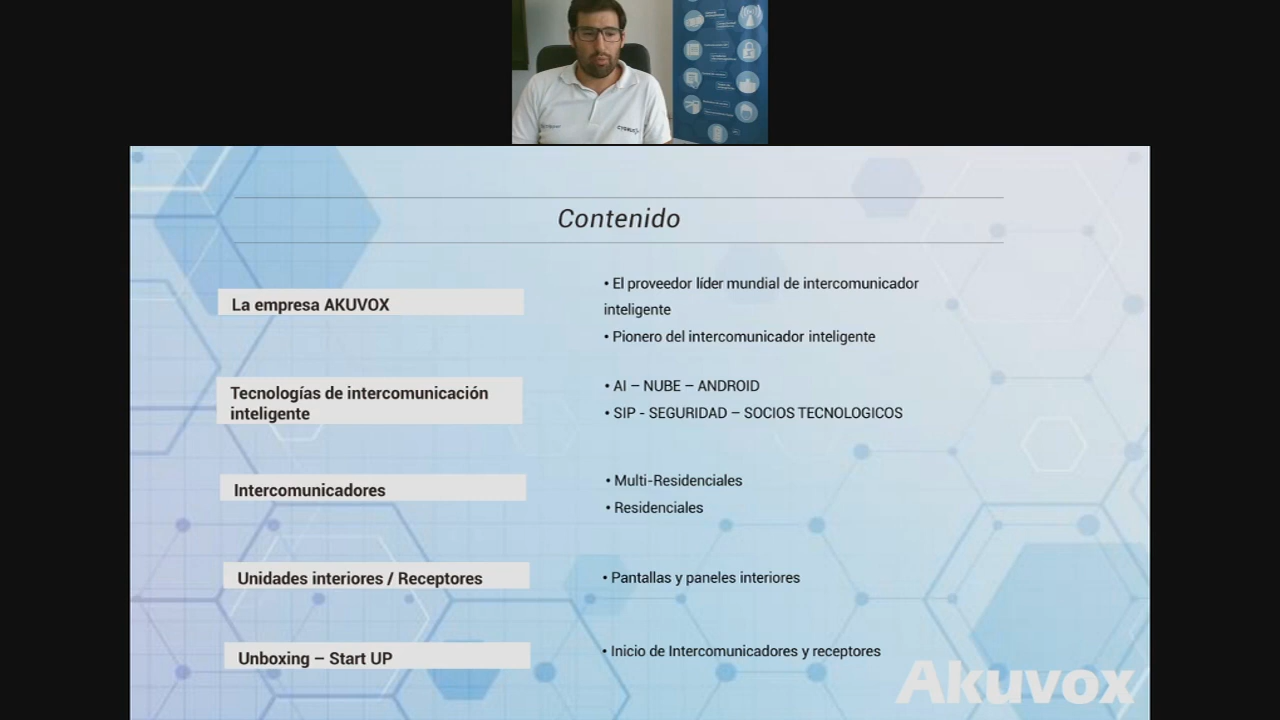 CYGNUS
Contenido
La empresa AKUVOX
• El proveedor líder mundial de intercomunicador
inteligente
• Pionero del intercomunicador inteligente
Tecnologías de intercomunicación
inteligente
• AI – NUBE – ANDROID
• SIP - SEGURIDAD – SOCIOS TECNOLOGICOS
Intercomunicadores
• Multi-Residenciales
• Residenciales
Unidades interiores / Receptores
• Pantallas y paneles interiores
Unboxing – Start UP
• Inicio de Intercomunicadores y receptores
Akuvox